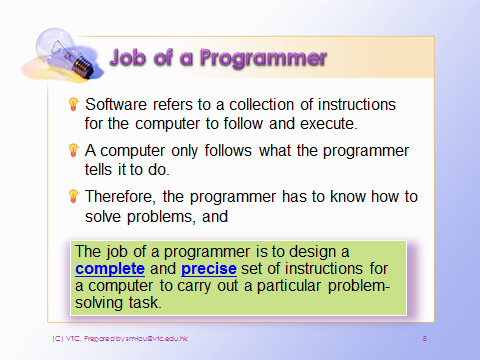 Job of a Programmer
Software refers to a collection of instructions
for the computer to follow and execute.
A computer only follows what the programmer
tells it to do.
Therefore, the programmer has to know how to
solve problems, and
The job of a programmer is to design a
complete and precise set of instructions for
a computer to carry out a particular problem-
solving task.
(C) VTC, Prepared by smlau@vtc.edu.hk
8